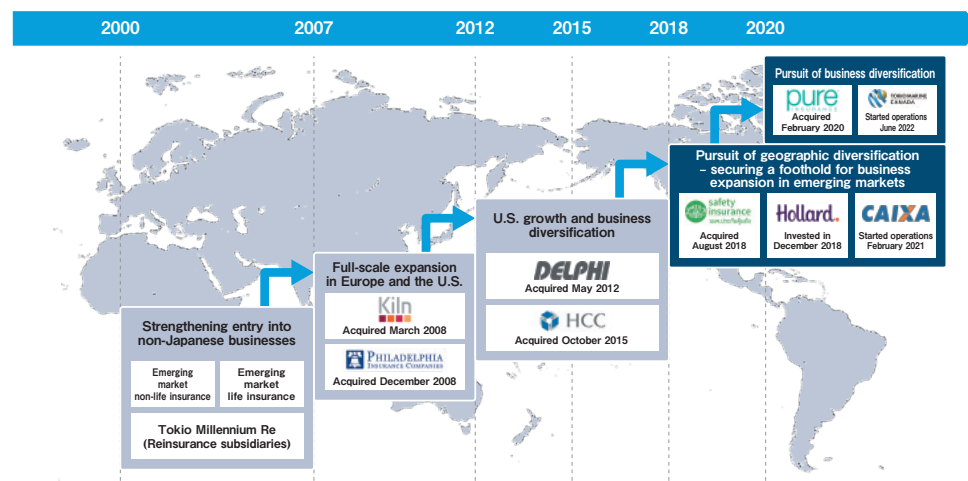 2000 2007 2012 2015 2018 2020
Strengthening entry into
non-Japanese businesses
Emerging
market
non-life insurance
Emerging
market
life insurance
Tokio Millennium Re
(Reinsurance subsidiaries)
Full-scale expansion
in Europe and the U.S.
Kiln
Acquired March 2008
PHILADELPHIA
INSURANCE COMPANIES
Acquired December 2008
U.S. growth and business
diversification
DELPHI
Acquired May 2012
HCC
Acquired October 2015
Pursuit of geographic diversification
– securing a foothold for business
expansion in emerging markets
safety
insurance
Acquired
August 2018
Hollard.
Invested in
December 2018
CAIXA
Started operations
February 2021
Pursuit of business diversification
pure
INSURANCE
Acquired
February 2020
TOKIO MARINE
CANADA
Started operations
June 2022